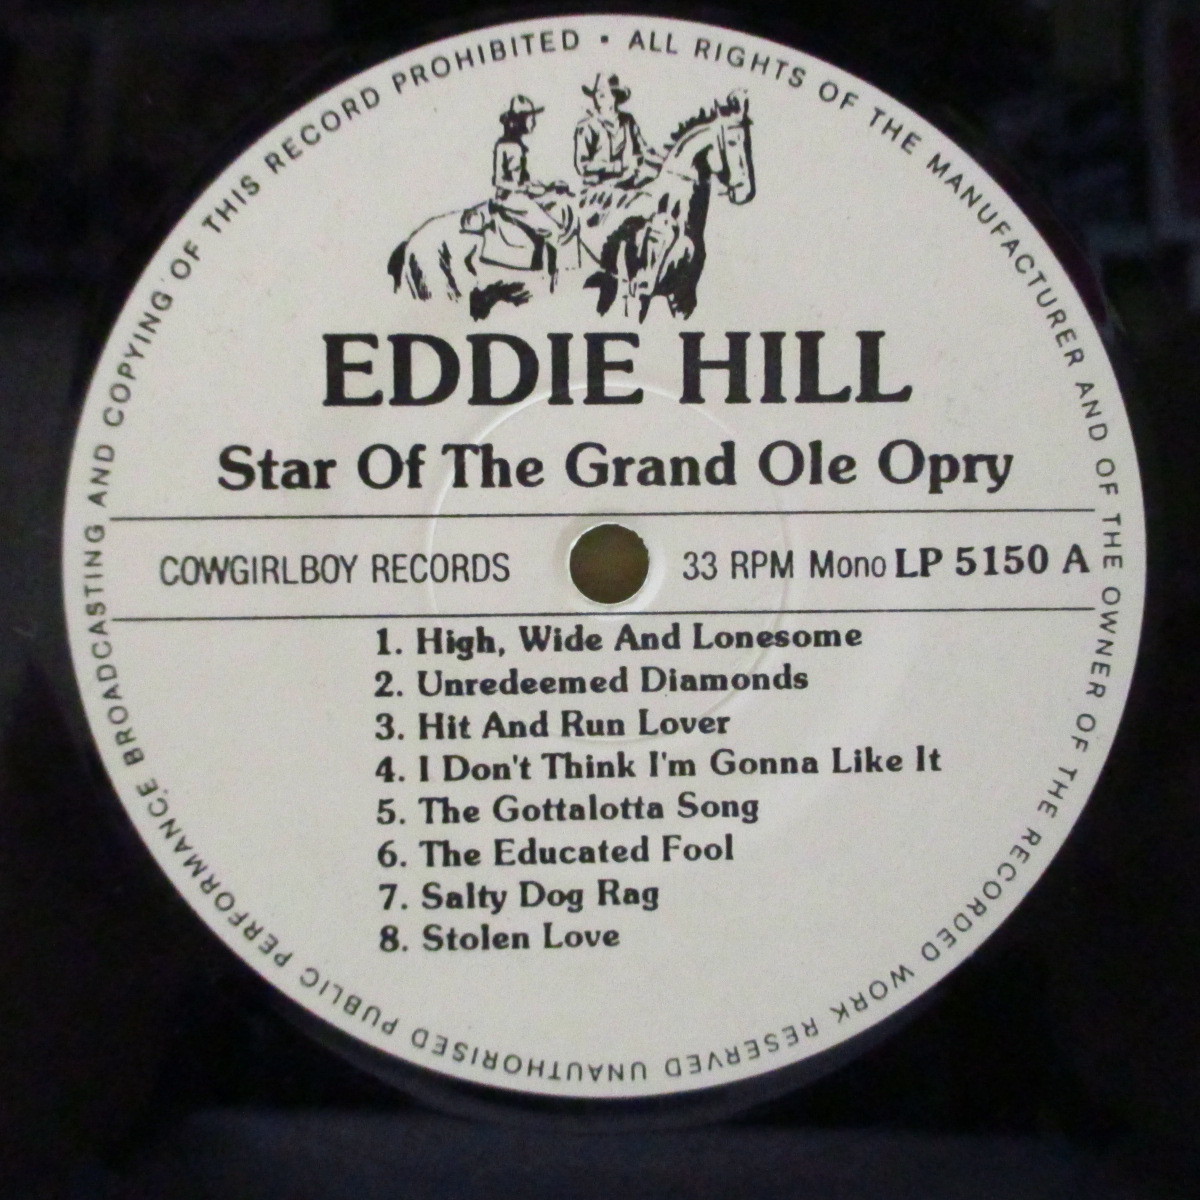 ALL RIGHTS OF THE MANUFACTURER AND OF THE OWNER OF THE RECORDED WORK RESERVED UNAUTHORISED PUBLIC PERFORMANCE BROADCASTING AND COPYING OF THIS RECORD PROHIBITED •
EDDIE HILL
Star Of The Grand Ole Opry
COWGIRLBOY RECORDS 33 RPM Mono LP 5150 A
1. High, Wide And Lonesome
2. Unredeemed Diamonds
3. Hit And Run Lover
4. I Don't Think I'm Gonna Like It
5. The Gottalotta Song
6. The Educated Fool
7. Salty Dog Rag
8. Stolen Love